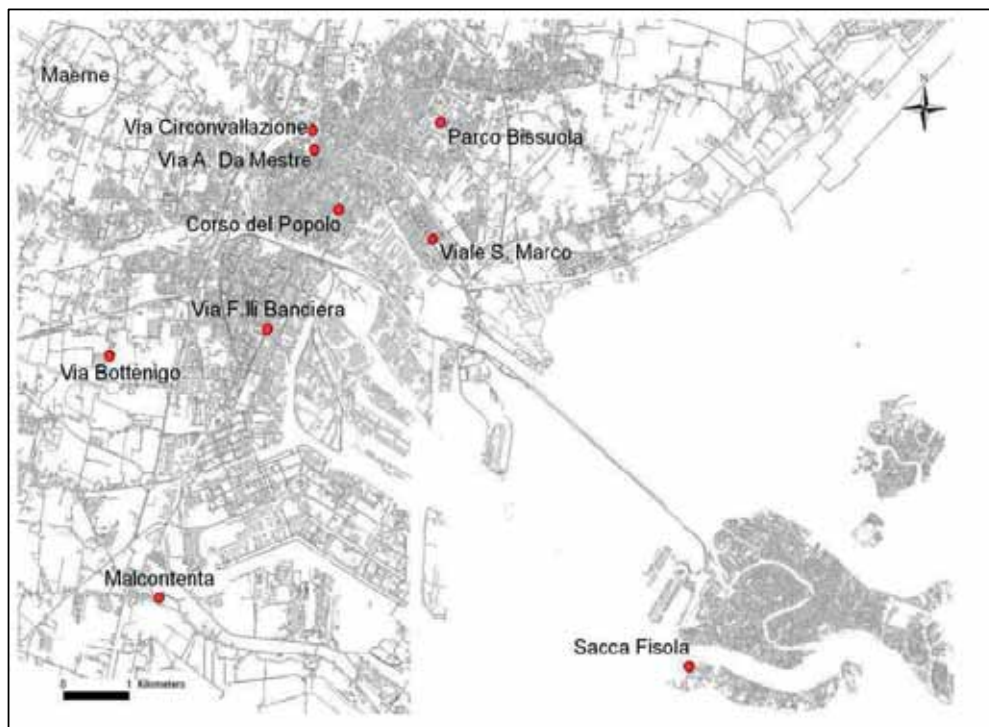 N
Maerne
Via Circonvallazione
Parco Bissuola
Via A. Da Mestre
Corso del Popolo
Viale S. Marco
Via F.lli Bandiera
Via Bottenigo
Malcontenta
Sacca Fisola
0 1 Kilometers